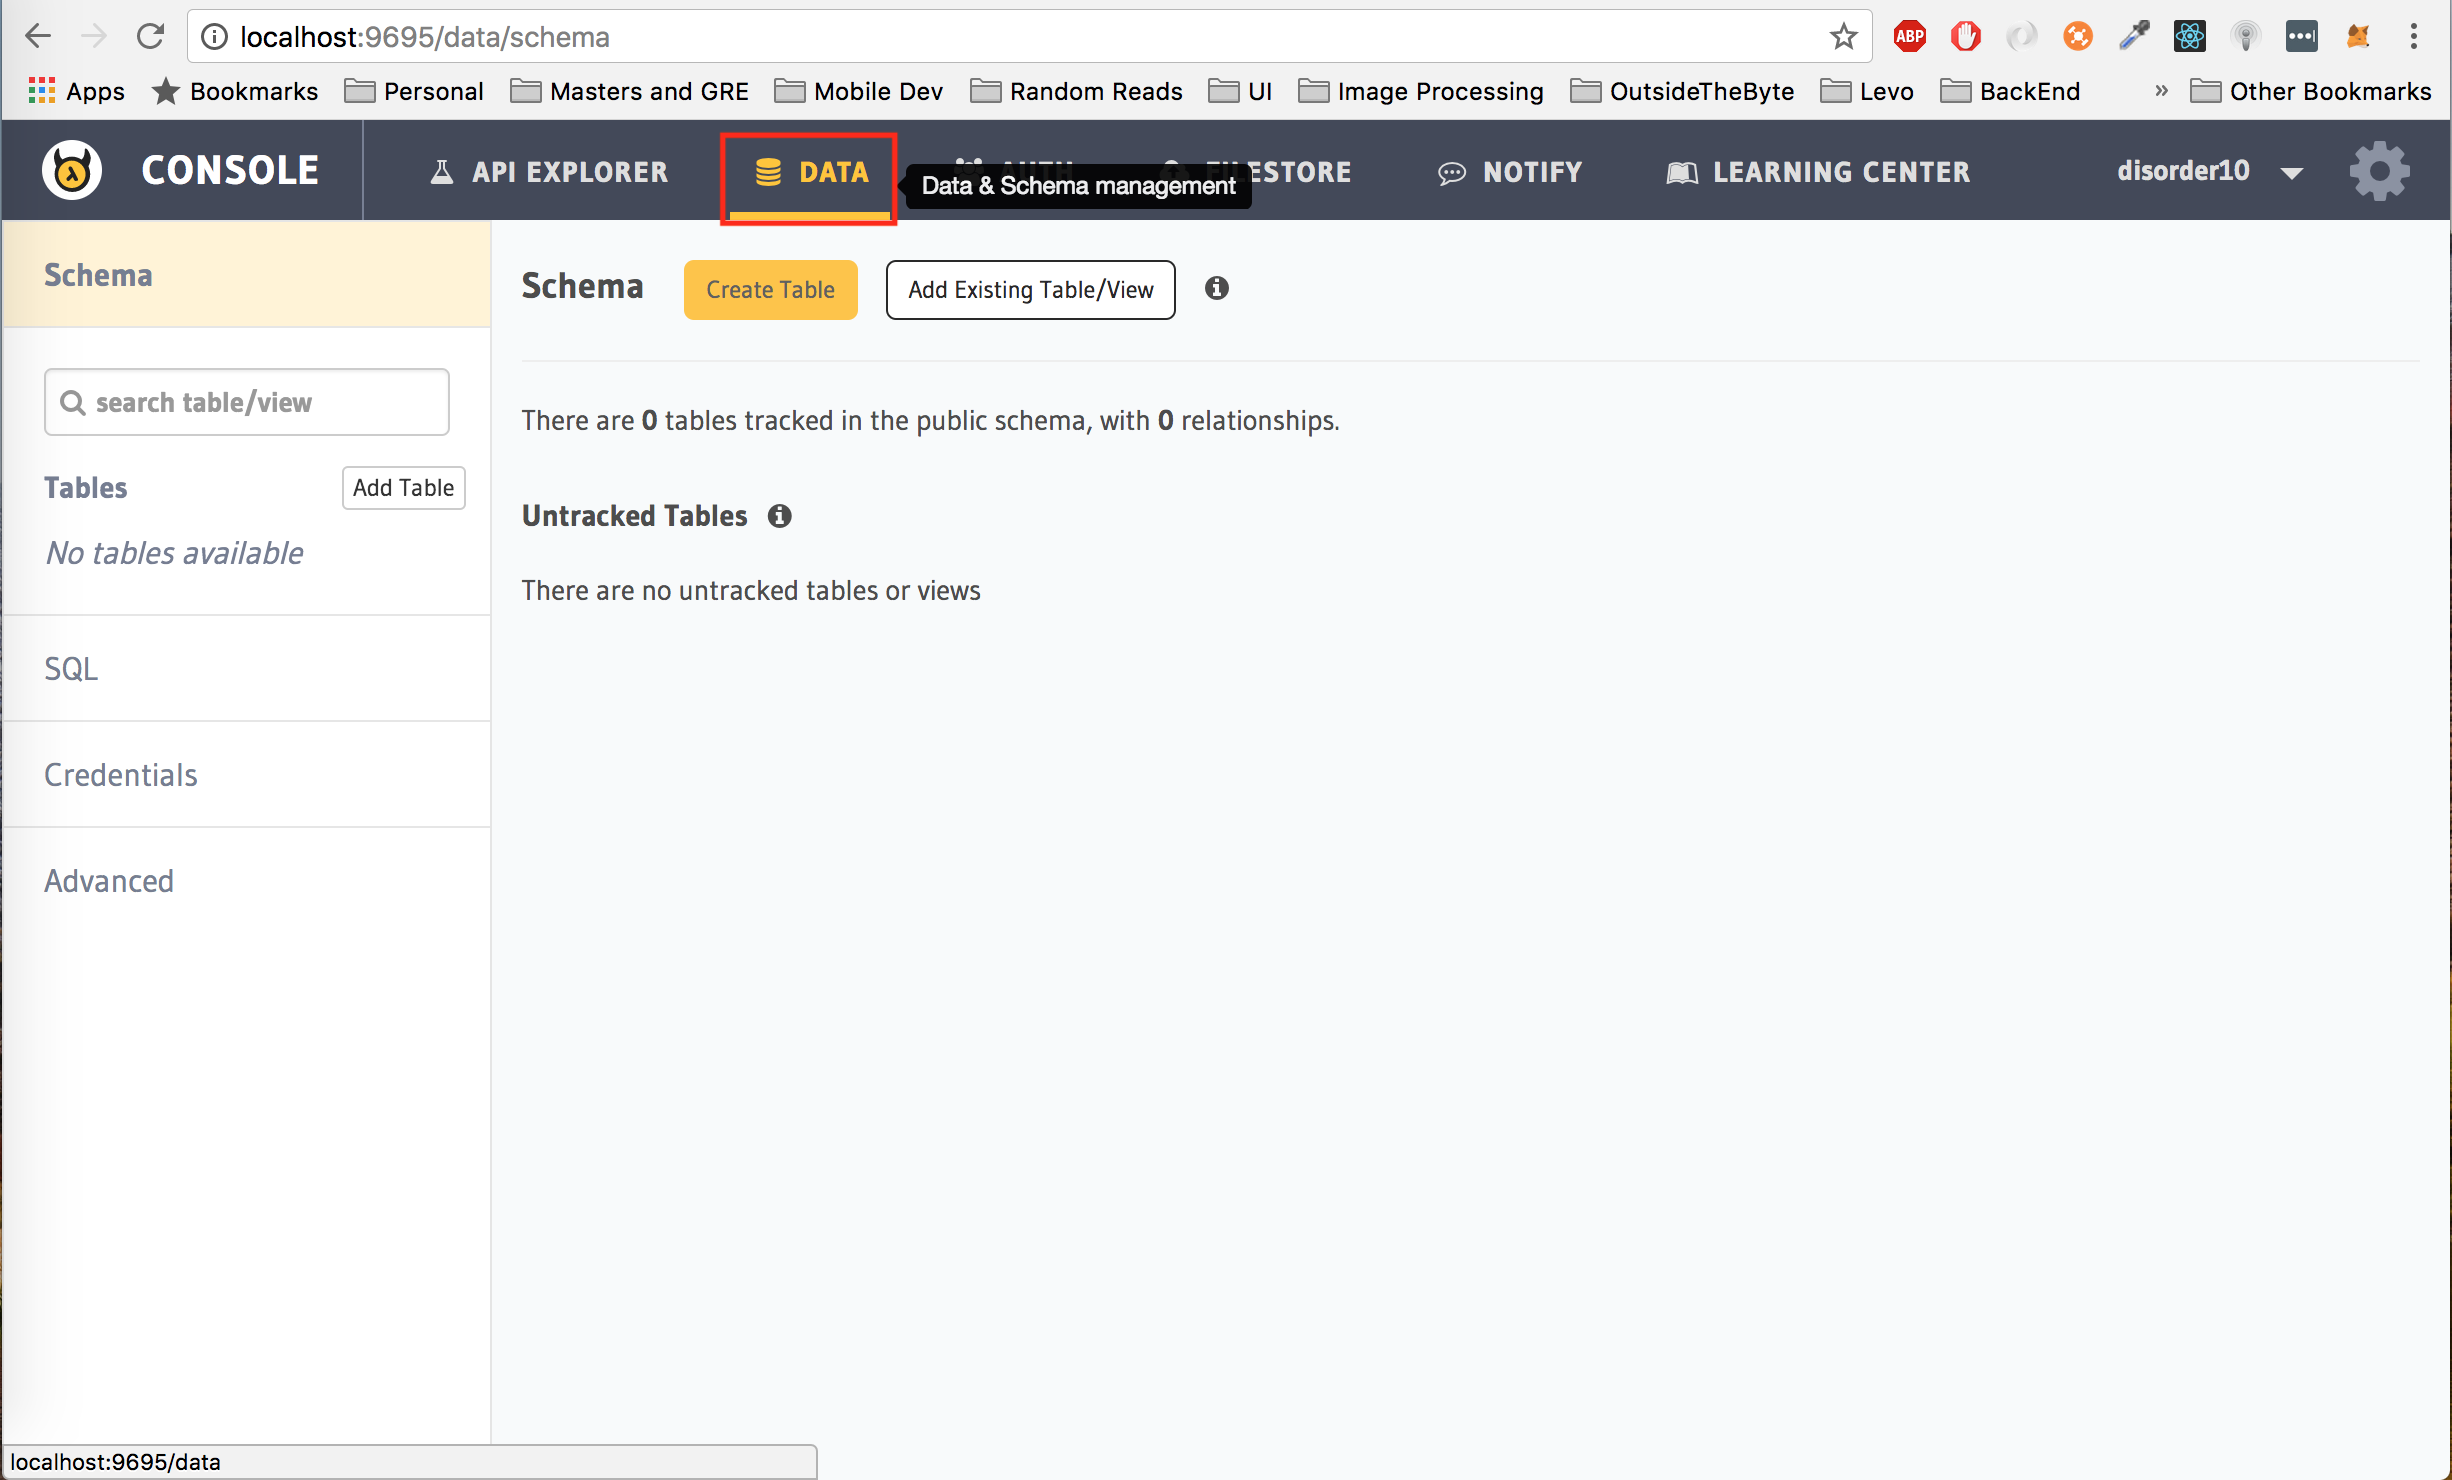 localhost:9695/data/schema
ABP
Apps Bookmarks Personal Masters and GRE Mobile Dev Random Reads UI Image Processing OutsideTheByte Levo BackEnd » Other Bookmarks
CONSOLE API EXPLORER DATA AUTH FILESTORE NOTIFY LEARNING CENTER disorder10
Data & Schema management
Schema
Schema Create Table Add Existing Table/View
search table/view
There are 0 tables tracked in the public schema, with 0 relationships.
Tables Add Table
Untracked Tables
No tables available
There are no untracked tables or views
SQL
Credentials
Advanced
localhost:9695/data